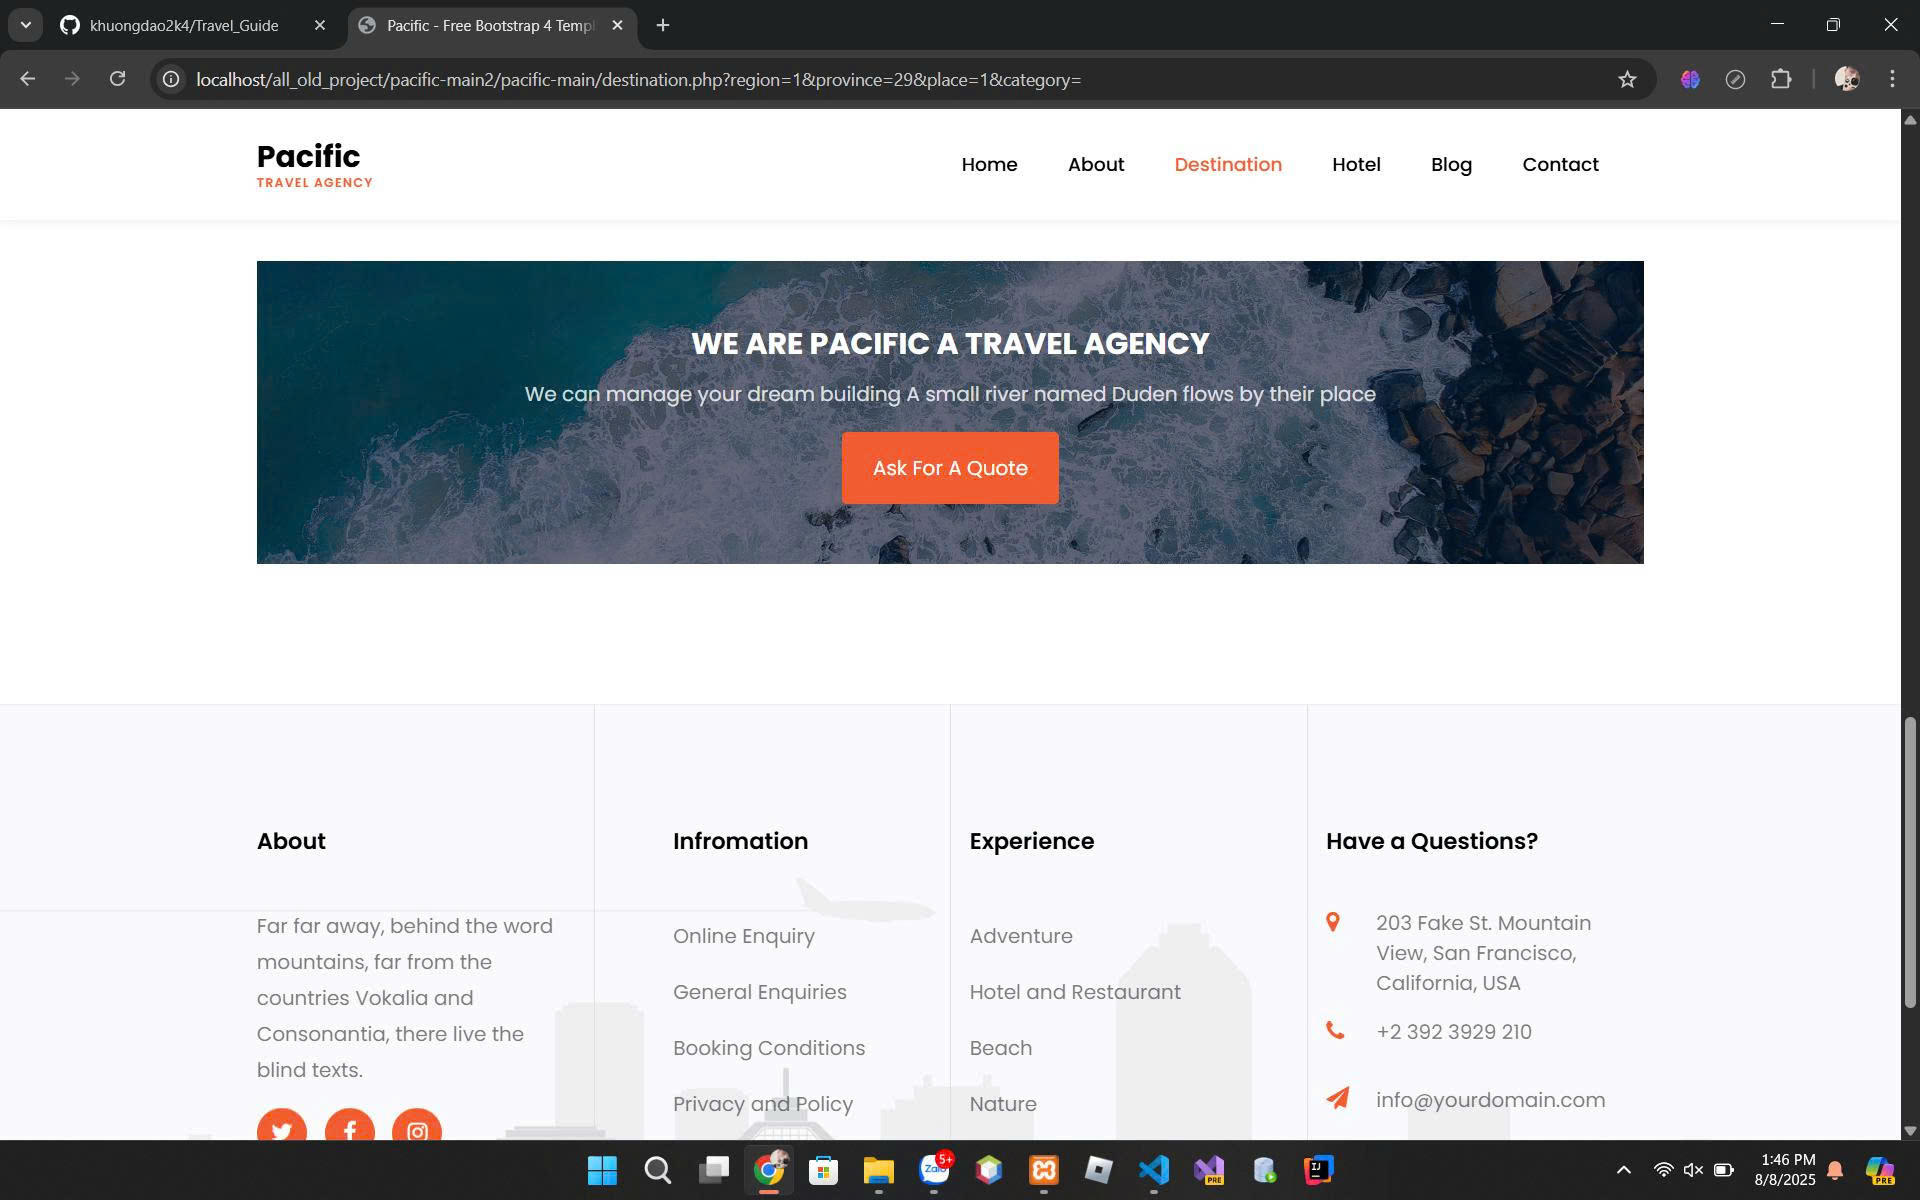 khuongdao2k4/Travel_Guide
Pacific - Free Bootstrap 4 Templ
localhost/all_old_project/pacific-main2/pacific-main/destination.php?region=1&province=29&place=1&category=
Pacific
TRAVEL AGENCY
Home
About
Destination
Hotel
Blog
Contact
WE ARE PACIFIC A TRAVEL AGENCY
We can manage your dream building A small river named Duden flows by their place
Ask For A Quote
About
Far far away, behind the word
mountains, far from the
countries Vokalia and
Consonantia, there live the
blind texts.
Infromation
Online Enquiry
General Enquiries
Booking Conditions
Privacy and Policy
Experience
Adventure
Hotel and Restaurant
Beach
Nature
Have a Questions?
203 Fake St. Mountain
View, San Francisco,
California, USA
+2 392 3929 210
info@yourdomain.com
Zalo
5+
PRE
IJ
1:46 PM
8/8/2025
PRE